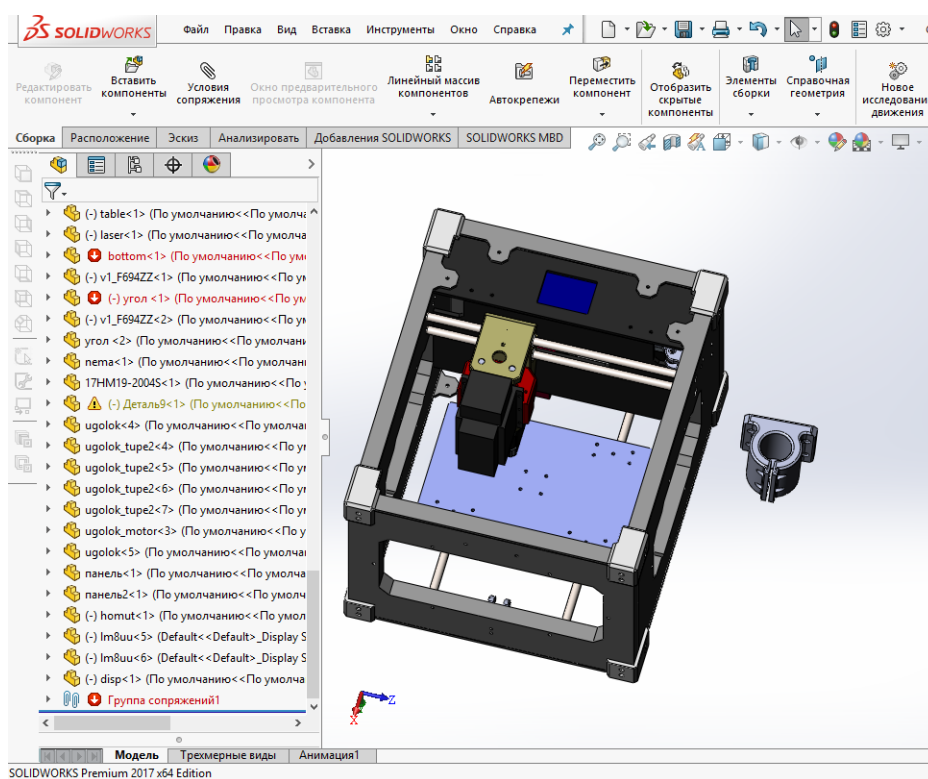 SOLIDWORKS Файл Правка Вид Вставка Инструменты Окно Справка
Редактировать компонент
Вставить компоненты
Условия сопряжения
Окно предварительного просмотра компонента
Линейный массив компонентов
Автокрепежи
Переместить компонент
Отобразить скрытые компоненты
Элементы сборки
Справочная геометрия
Новое исследовани движения
Сборка Расположение Эскиз Анализировать Добавления SOLIDWORKS SOLIDWORKS MBD
(-) table<1> (По умолчанию<<По умолча
(-) laser<1> (По умолчанию<<По умолча
bottom<1> (По умолчанию<<По умо
(-) v1_F694ZZ<1> (По умолчанию<<По ум
(-) угол <1> (По умолчанию<<По ум
(-) v1_F694ZZ<2> (По умолчанию<<По ум
угол <2> (По умолчанию<<По умолчани
nema<1> (По умолчанию<<По умолчани
17HM19-2004S<1> (По умолчанию<<По
(-) Деталь9<1> (По умолчанию<<По
ugolok<4> (По умолчанию<<По умолча
ugolok_tupe2<4> (По умолчанию<<По ум
ugolok_tupe2<5> (По умолчанию<<По ум
ugolok_tupe2<6> (По умолчанию<<По ум
ugolok_tupe2<7> (По умолчанию<<По ум
ugolok_motor<3> (По умолчанию<<По у
ugolok<5> (По умолчанию<<По умолча
панель<1> (По умолчанию<<По умолча
панель2<1> (По умолчанию<<По умолч
(-) homut<1> (По умолчанию<<По умол
(-) lm8uu<5> (Default<<Default>_Display S
(-) lm8uu<6> (Default<<Default>_Display S
(-) disp<1> (По умолчанию<<По умолча
Группа сопряжений1
Z
X
Модель Трехмерные виды Анимация1
SOLIDWORKS Premium 2017 x64 Edition